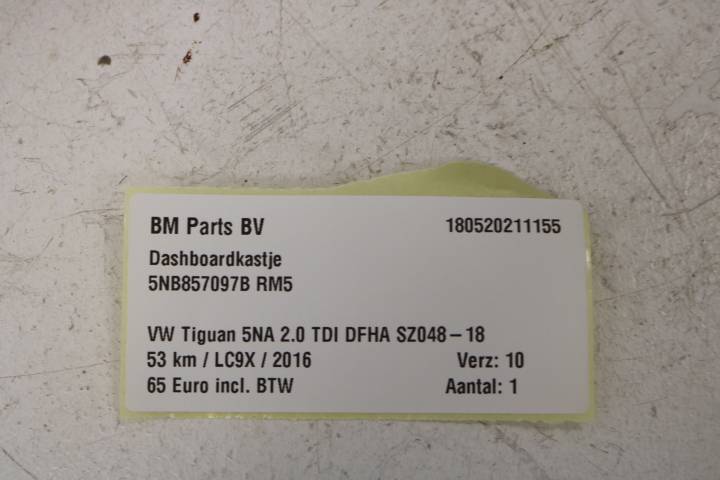 BM Parts BV 180520211155
Dashboardkastje
5NB857097B RM5
VW Tiguan 5NA 2.0 TDI DFHA SZ048-18
53 km / LC9X / 2016 Verz: 10
65 Euro incl. BTW Aantal: 1